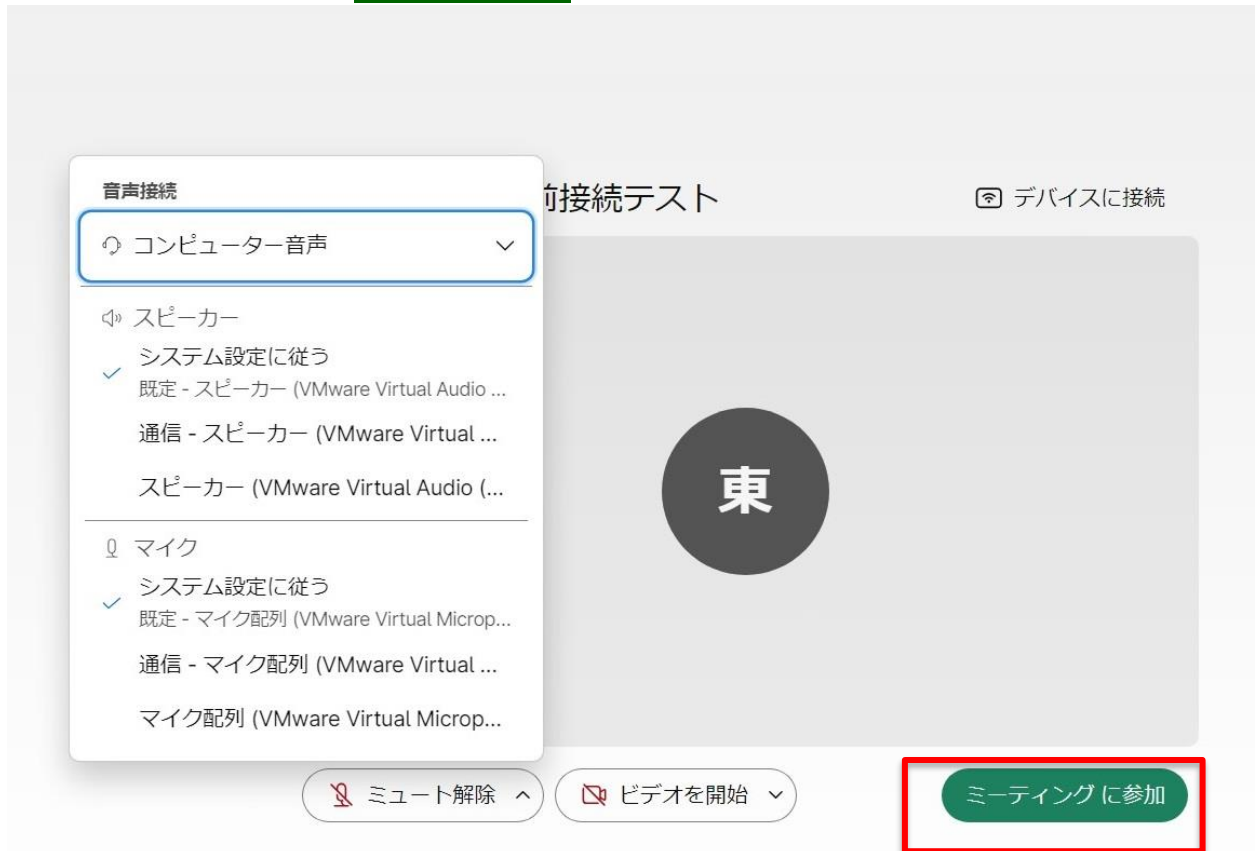 音声接続
前接続テスト
デバイスに接続
コンピューター音声
スピーカー
システム設定に従う
既定 - スピーカー (VMware Virtual Audio ...
通信 - スピーカー (VMware Virtual ...
スピーカー (VMware Virtual Audio (...
東
マイク
システム設定に従う
既定 - マイク配列 (VMware Virtual Microp...
通信 - マイク配列 (VMware Virtual ...
マイク配列 (VMware Virtual Microp...
ミュート解除
ビデオを開始
ミーティング に参加